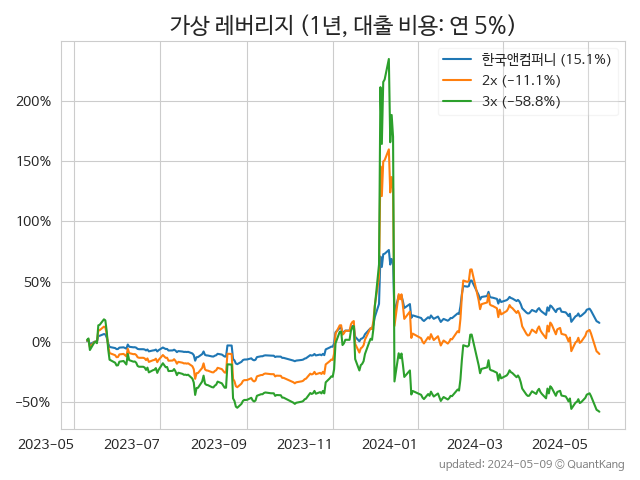 가상 레버리지 (1년, 대출 비용: 연 5%)
한국앤컴퍼니 (15.1%)
2x (−11.1%)
3x (−58.8%)
200%
150%
100%
50%
0%
−50%
2023-05 2023-07 2023-09 2023-11 2024-01 2024-03 2024-05
updated: 2024-05-09 © QuantKang